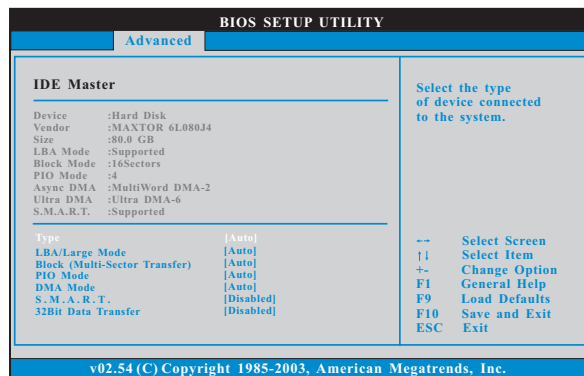 BIOS SETUP UTILITY
Advanced
IDE Master
Device :Hard Disk
Vendor :MAXTOR 6L080J4
Size :80.0 GB
LBA Mode :Supported
Block Mode :16Sectors
PIO Mode :4
Async DMA :MultiWord DMA-2
Ultra DMA :Ultra DMA-6
S.M.A.R.T. :Supported
Type [Auto]
LBA/Large Mode [Auto]
Block (Multi-Sector Transfer) [Auto]
PIO Mode [Auto]
DMA Mode [Auto]
S.M.A.R.T. [Disabled]
32Bit Data Transfer [Disabled]
Select the type
of device connected
to the system.
←→ Select Screen
↑↓ Select Item
+- Change Option
F1 General Help
F9 Load Defaults
F10 Save and Exit
ESC Exit
v02.54 (C) Copyright 1985-2003, American Megatrends, Inc.